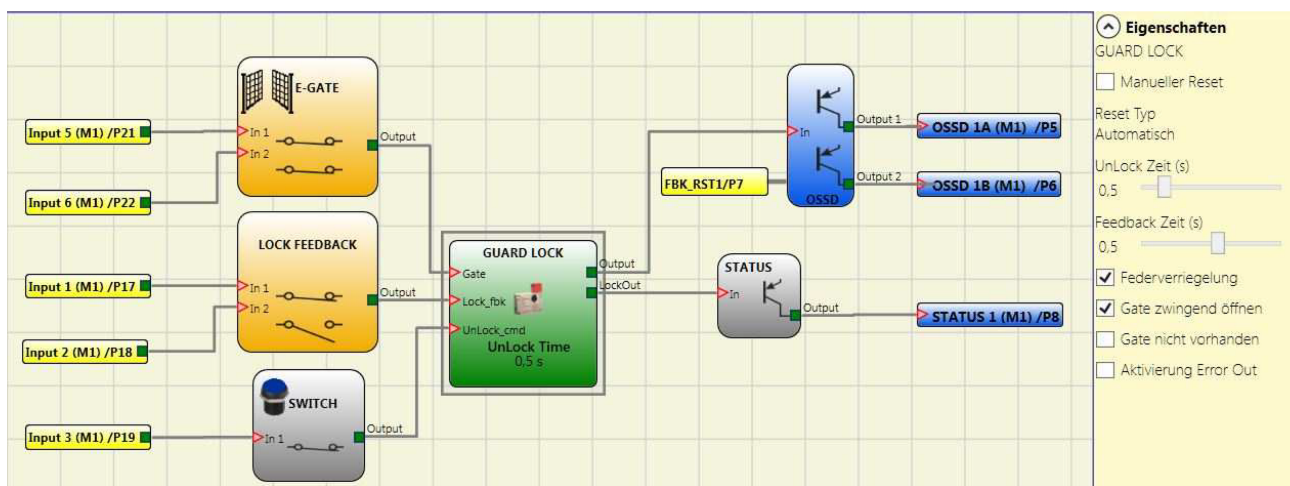 E-GATE
Input 5 (M1) /P21
In 1
In 2
Output
Input 6 (M1) /P22
LOCK FEEDBACK
Input 1 (M1) /P17
In 1
In 2
Output
Input 2 (M1) /P18
SWITCH
Input 3 (M1) /P19
In 1
Output
GUARD LOCK
Gate
Lock_fbk
UnLock_cmd
UnLock Time
0,5 s
Output
LockOut
FBK_RST1/P7
In
Output 1
Output 2
OSSD
OSSD 1A (M1) /P5
OSSD 1B (M1) /P6
STATUS
In
Output
STATUS 1 (M1) /P8
Eigenschaften
GUARD LOCK
Manueller Reset
Reset Typ
Automatisch
UnLock Zeit (s)
0,5
Feedback Zeit (s)
0,5
Federverriegelung
Gate zwingend öffnen
Gate nicht vorhanden
Aktivierung Error Out